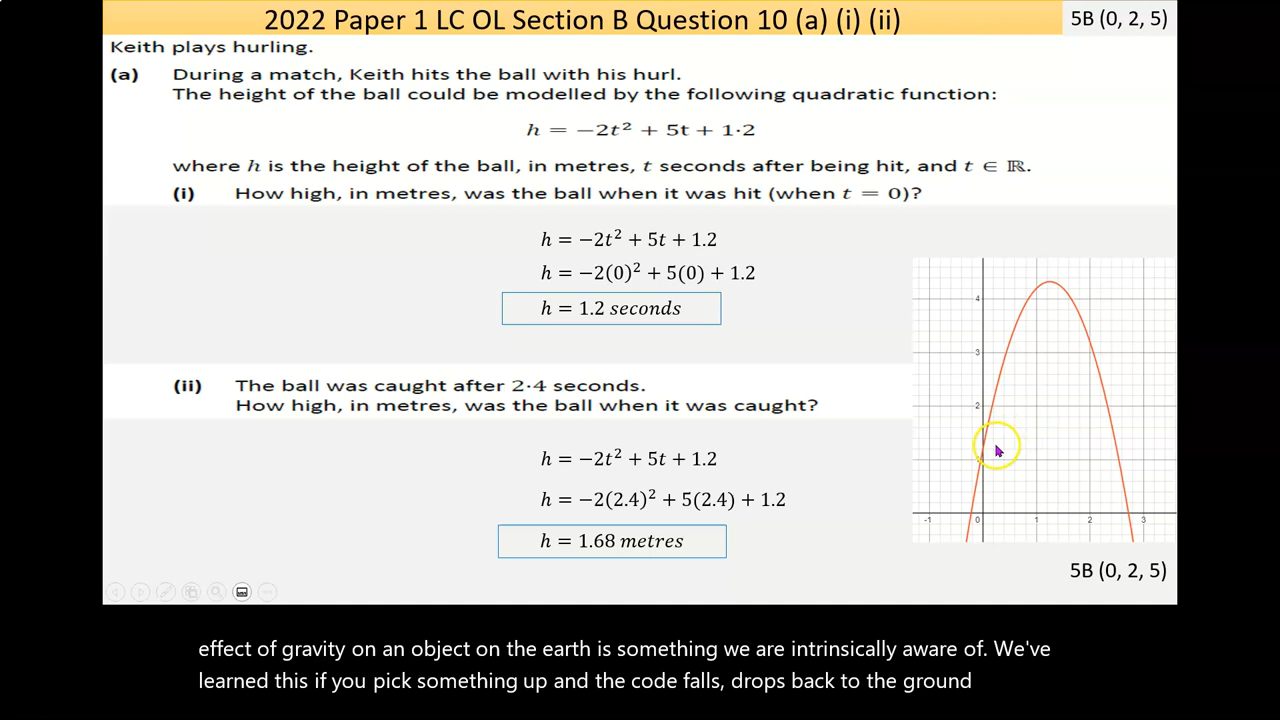 2022 Paper 1 LC OL Section B Question 10 (a) (i) (ii)
5B (0, 2, 5)
Keith plays hurling.
(a) During a match, Keith hits the ball with his hurl.
The height of the ball could be modelled by the following quadratic function:
h = −2t² + 5t + 1·2
where h is the height of the ball, in metres, t seconds after being hit, and t ∈ ℝ.
(i) How high, in metres, was the ball when it was hit (when t = 0)?
h = −2t² + 5t + 1.2
h = −2(0)² + 5(0) + 1.2
h = 1.2 seconds
(ii) The ball was caught after 2·4 seconds.
How high, in metres, was the ball when it was caught?
h = −2t² + 5t + 1.2
h = −2(2.4)² + 5(2.4) + 1.2
h = 1.68 metres
4
3
2
-1 0 1 2 3
5B (0, 2, 5)
effect of gravity on an object on the earth is something we are intrinsically aware of. We've
learned this if you pick something up and the code falls, drops back to the ground